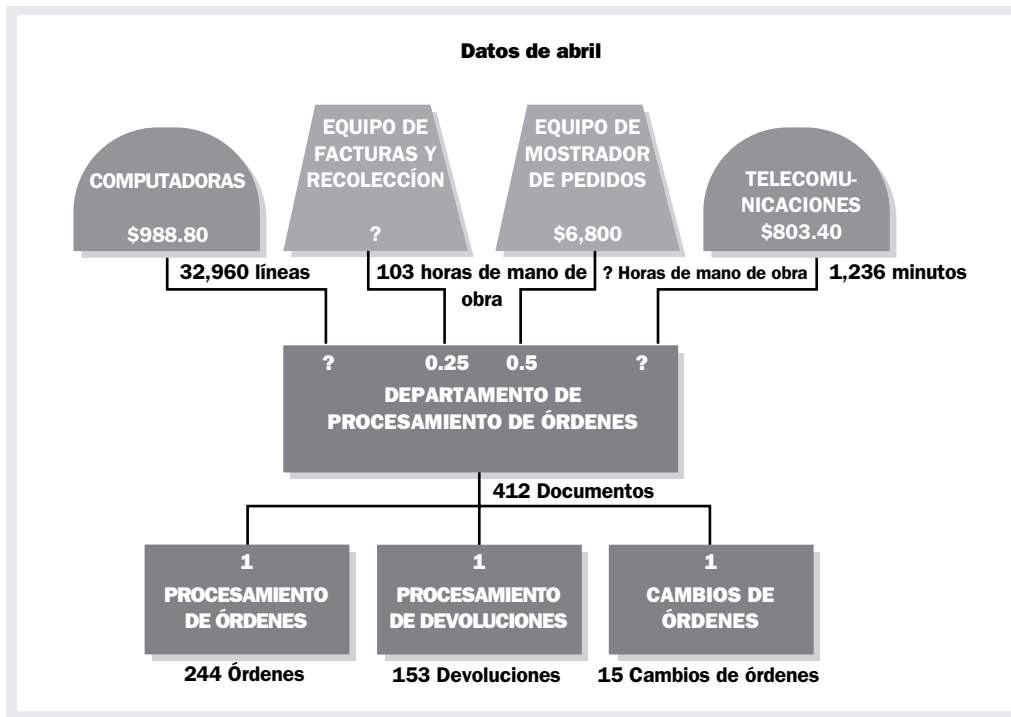 Datos de abril
COMPUTADORAS
$988.80
EQUIPO DE
FACTURAS Y
RECOLECCÍON
?
EQUIPO DE
MOSTRADOR
DE PEDIDOS
$6,800
TELECOMU-
NICACIONES
$803.40
32,960 líneas
103 horas de mano de
obra
? Horas de mano de obra
1,236 minutos
? 0.25 0.5 ?
DEPARTAMENTO DE
PROCESAMIENTO DE ÓRDENES
412 Documentos
1
PROCESAMIENTO
DE ÓRDENES
244 Órdenes
1
PROCESAMIENTO
DE DEVOLUCIONES
153 Devoluciones
1
CAMBIOS DE
ÓRDENES
15 Cambios de órdenes